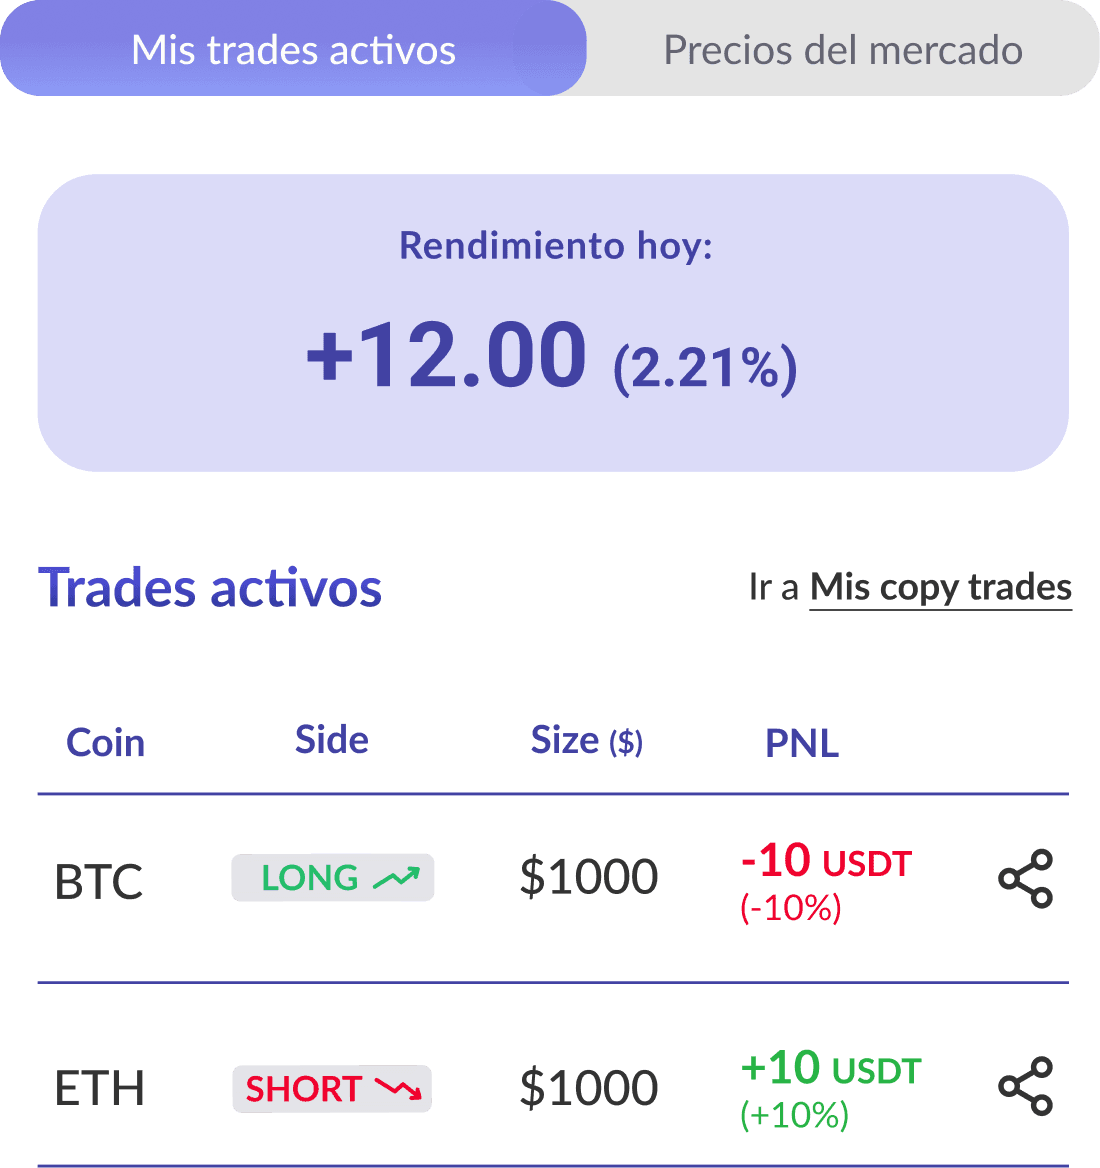 Mis trades activos Precios del mercado
Rendimiento hoy:
+12.00 (2.21%)
Trades activos Ir a Mis copy trades
Coin Side Size ($) PNL
BTC LONG $1000 -10 USDT
(-10%)
ETH SHORT $1000 +10 USDT
(+10%)